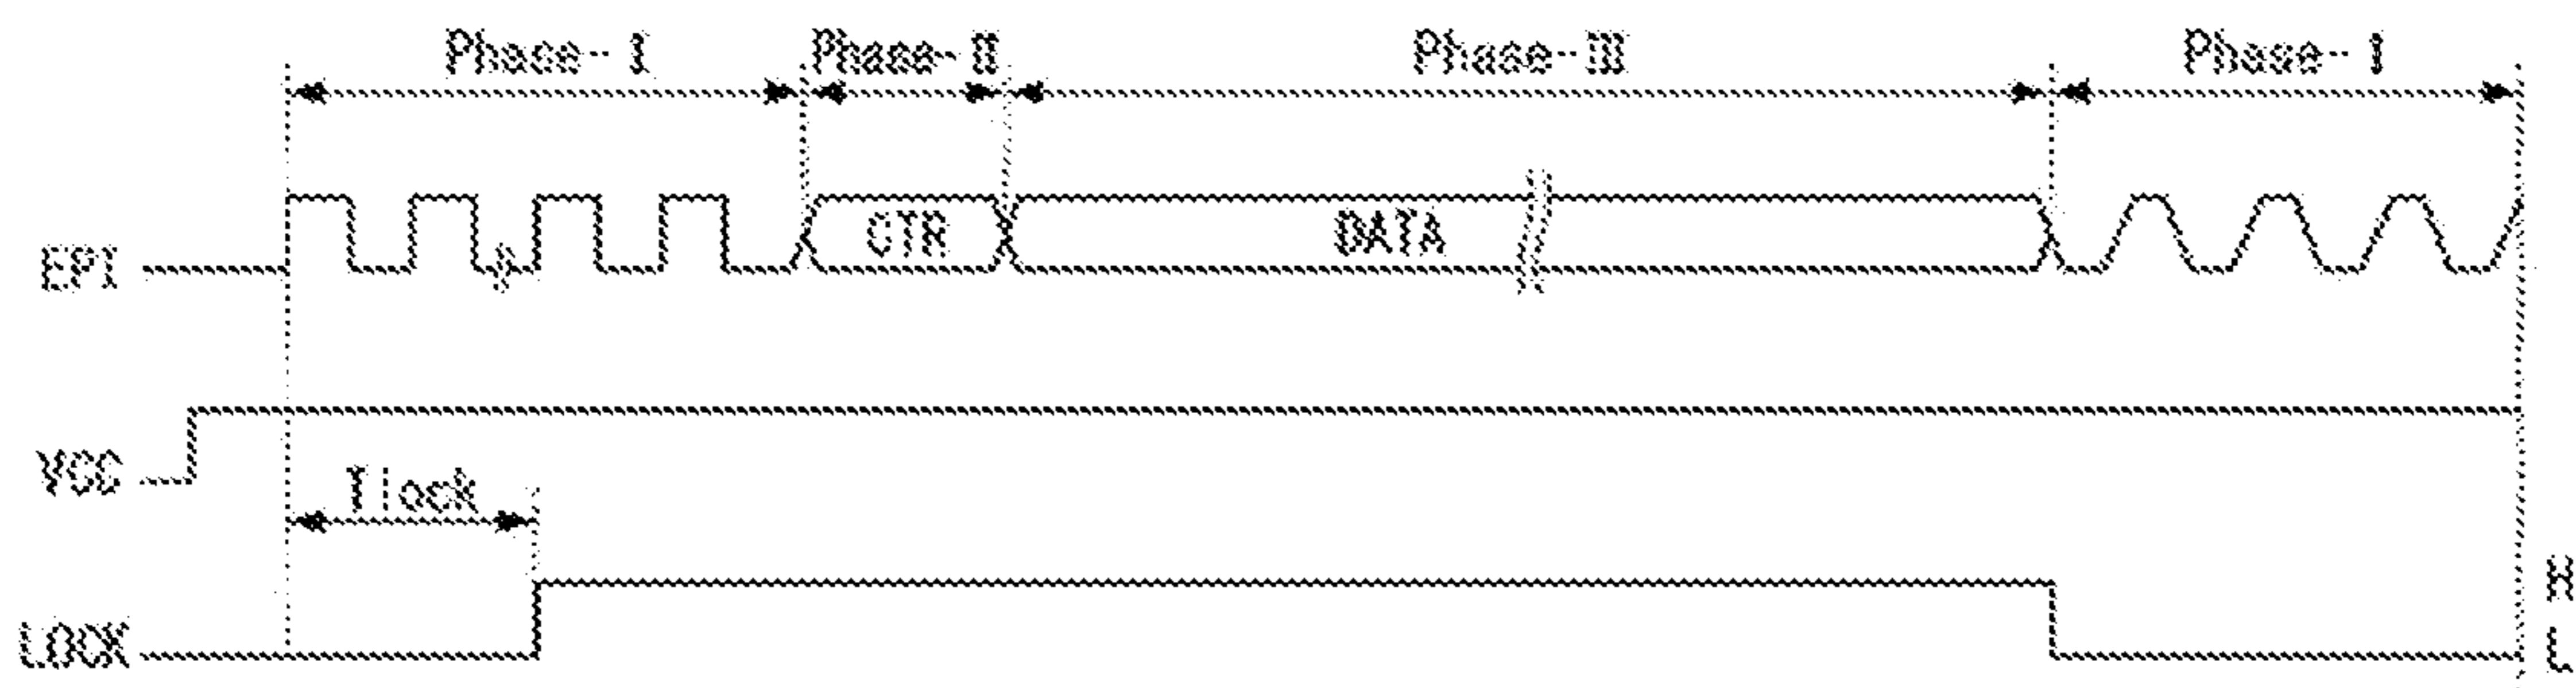 Phase-I Phase-II Phase-III Phase-I
EPI CTR DATA
VCC
Tlock
LOCK H
L